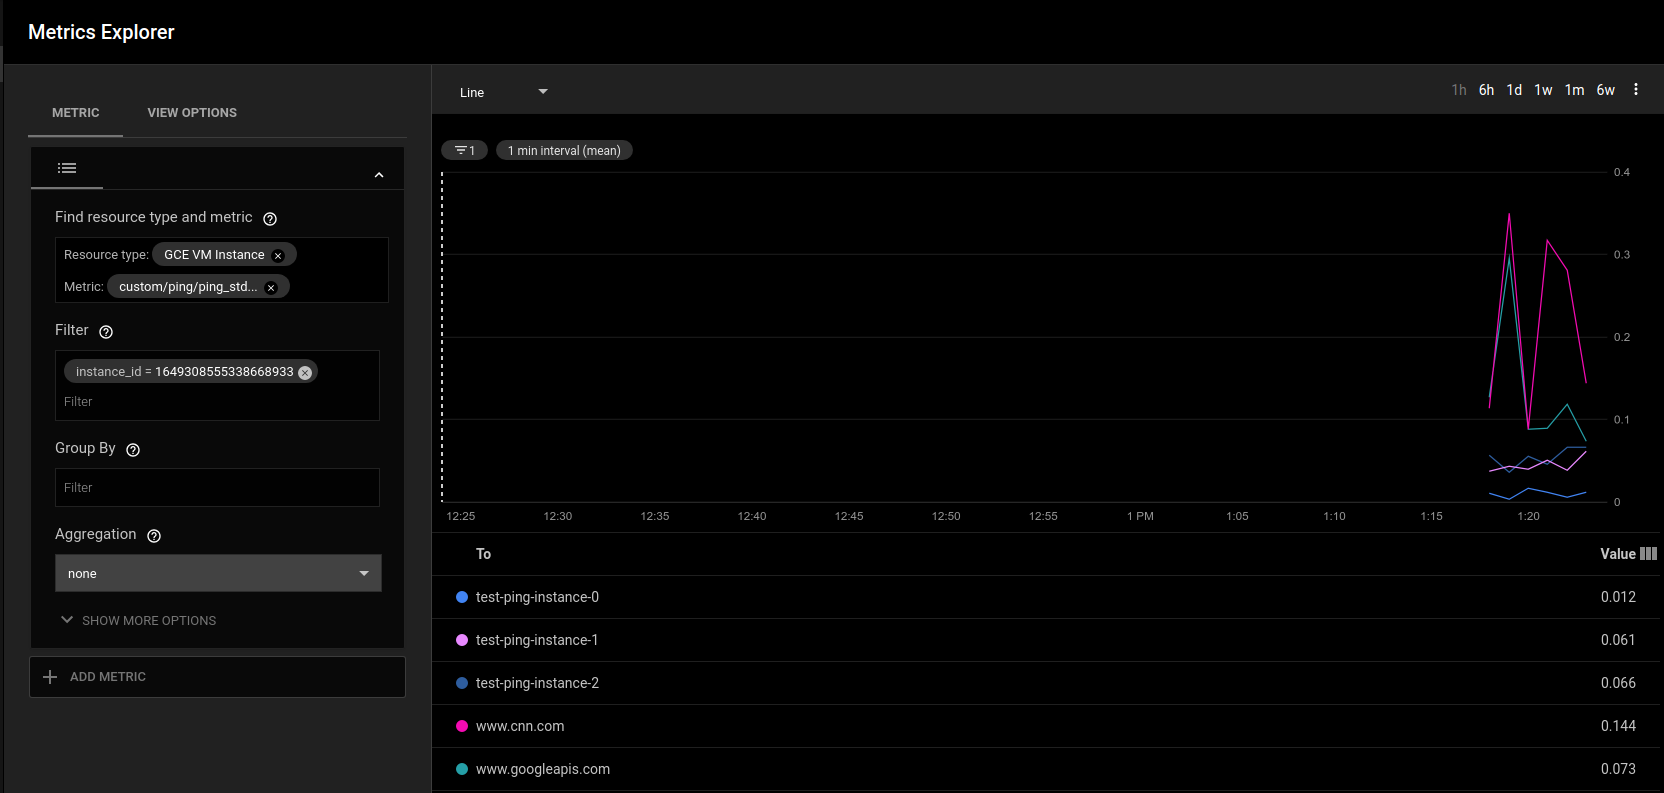 Metrics Explorer
METRIC VIEW OPTIONS
Find resource type and metric
Resource type: GCE VM Instance
Metric: custom/ping/ping_std...
Filter
instance_id = 1649308555338668933
Filter
Group By
Filter
Aggregation
none
SHOW MORE OPTIONS
ADD METRIC
Line
1h 6h 1d 1w 1m 6w
1 1 min interval (mean)
0.4
0.3
0.2
0.1
0
12:25 12:30 12:35 12:40 12:45 12:50 12:55 1 PM 1:05 1:10 1:15 1:20
To Value
test-ping-instance-0 0.012
test-ping-instance-1 0.061
test-ping-instance-2 0.066
www.cnn.com 0.144
www.googleapis.com 0.073